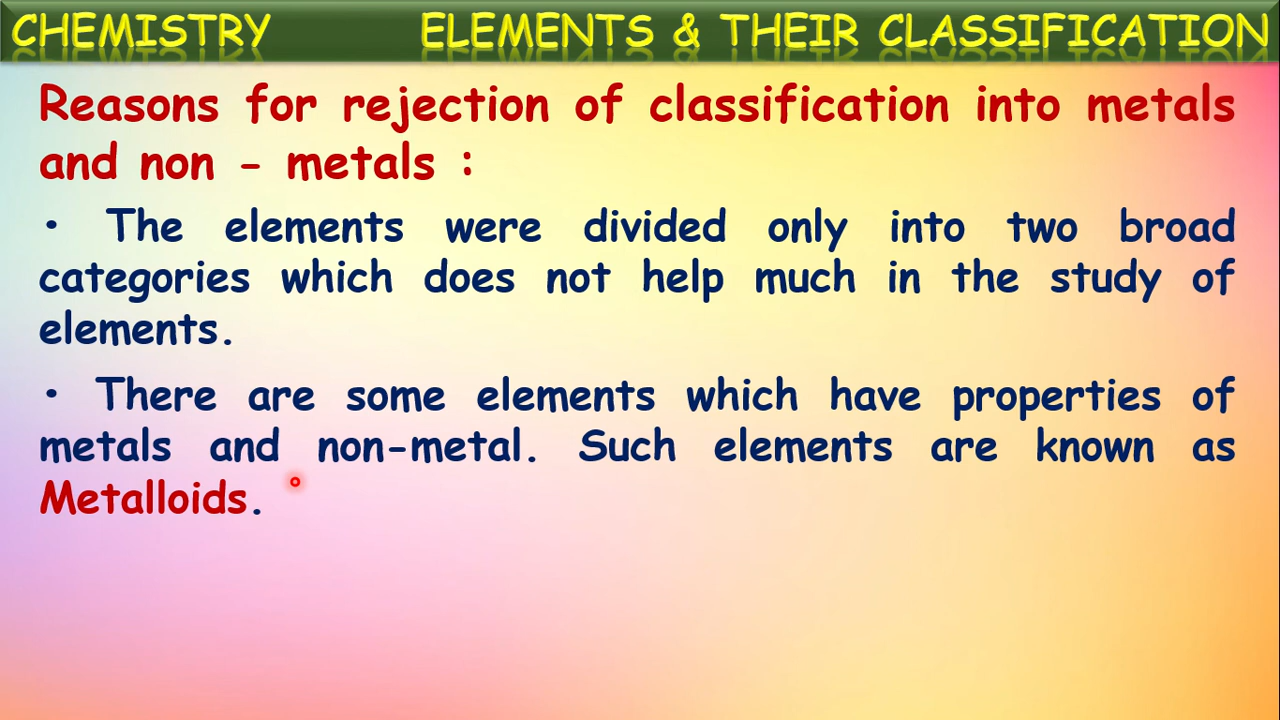 CHEMISTRY ELEMENTS & THEIR CLASSIFICATION
Reasons for rejection of classification into metals
and non - metals :
• The elements were divided only into two broad
categories which does not help much in the study of
elements.
• There are some elements which have properties of
metals and non-metal. Such elements are known as
Metalloids.